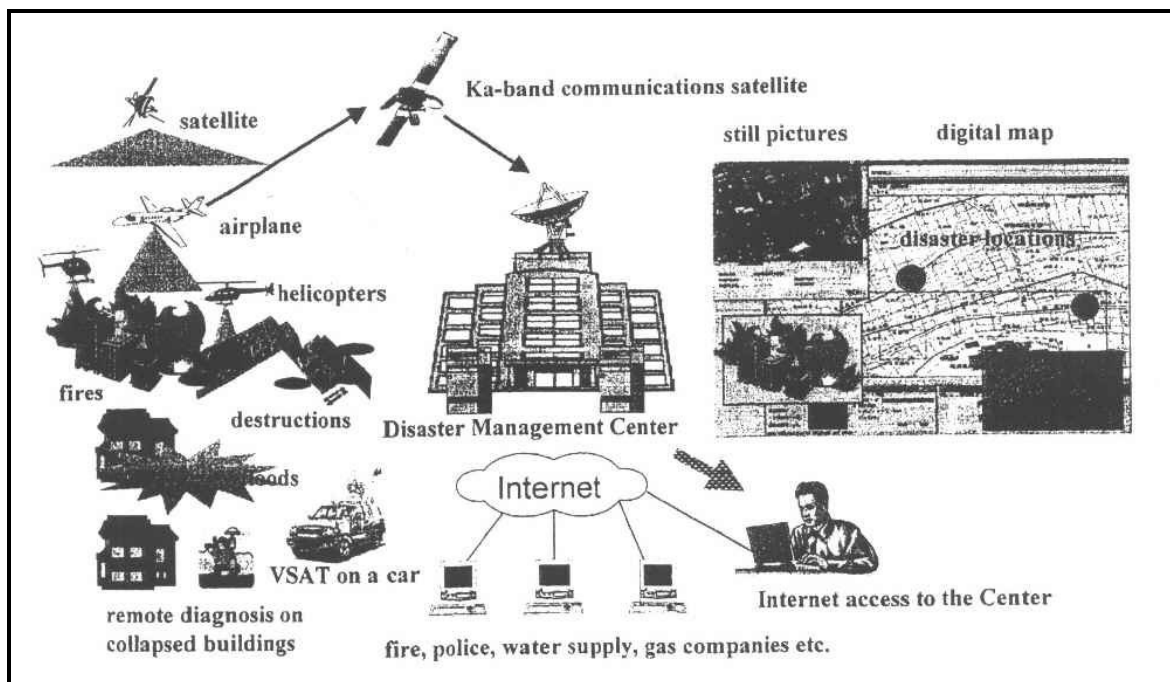 Ka-band communications satellite
satellite
still pictures
digital map
airplane
disaster locations
helicopters
fires
destructions
Disaster Management Center
Internet
VSAT on a car
remote diagnosis on
collapsed buildings
Internet access to the Center
fire, police, water supply, gas companies etc.